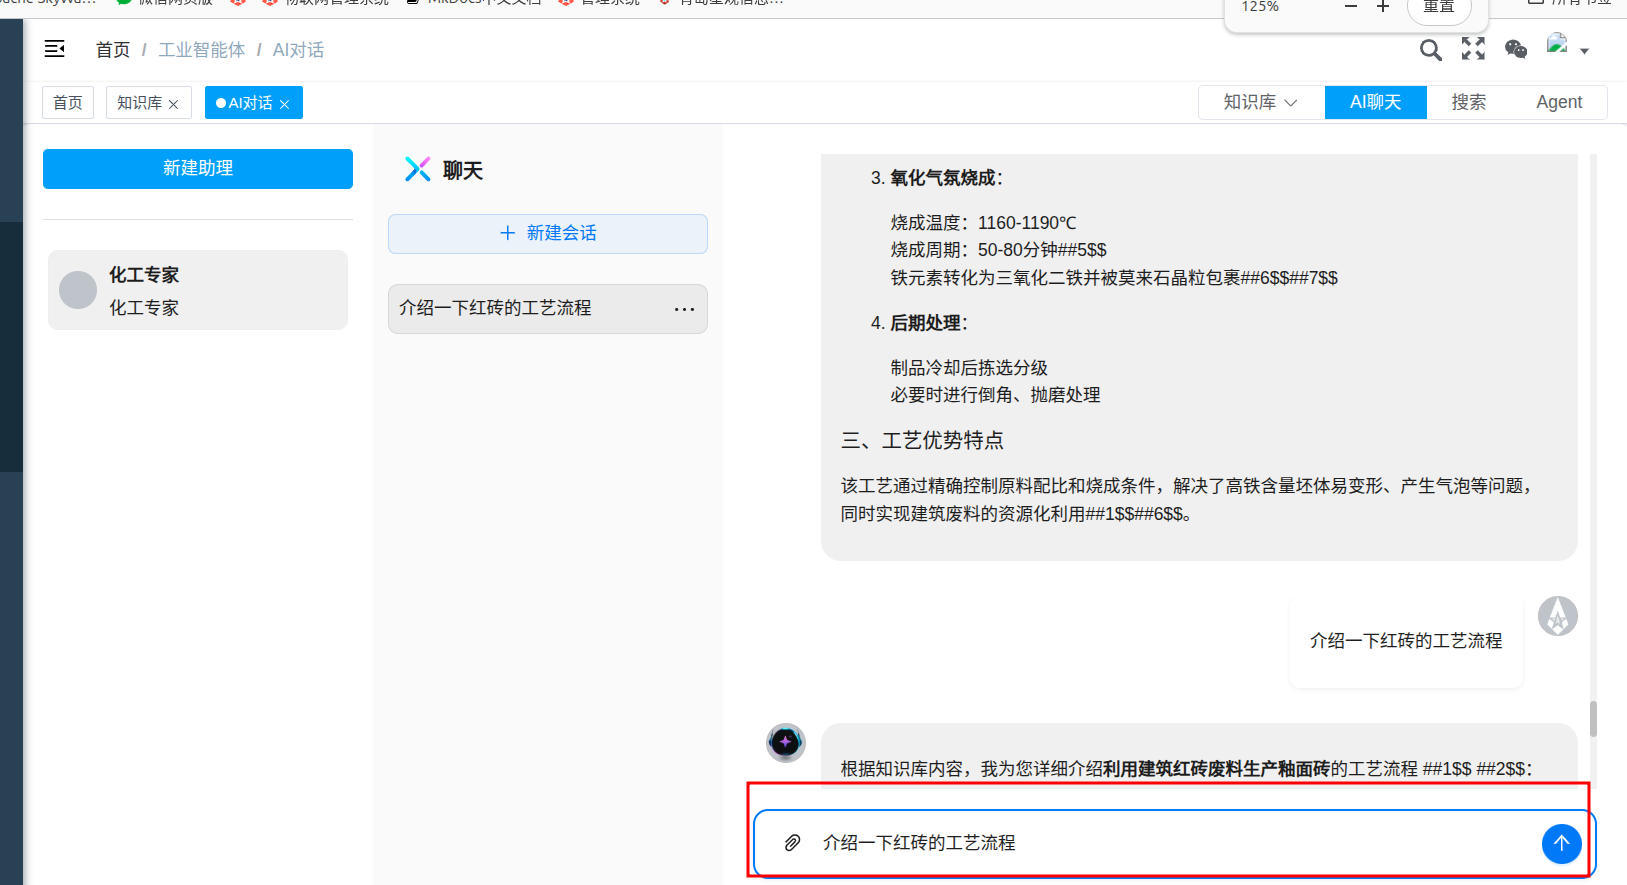 125%
重置
首页 / 工业智能体 / AI对话
首页
知识库
AI对话
知识库
AI聊天
搜索
Agent
新建助理
化工专家
化工专家
聊天
新建会话
介绍一下红砖的工艺流程
3. 氧化气氛烧成：
烧成温度：1160-1190℃
烧成周期：50-80分钟##5$$
铁元素转化为三氧化二铁并被莫来石晶粒包裹##6$$##7$$
4. 后期处理：
制品冷却后拣选分级
必要时进行倒角、抛磨处理
三、工艺优势特点
该工艺通过精确控制原料配比和烧成条件，解决了高铁含量坯体易变形、产生气泡等问题，
同时实现建筑废料的资源化利用##1$$##6$$。
介绍一下红砖的工艺流程
根据知识库内容，我为您详细介绍利用建筑红砖废料生产釉面砖的工艺流程 ##1$$ ##2$$：
介绍一下红砖的工艺流程